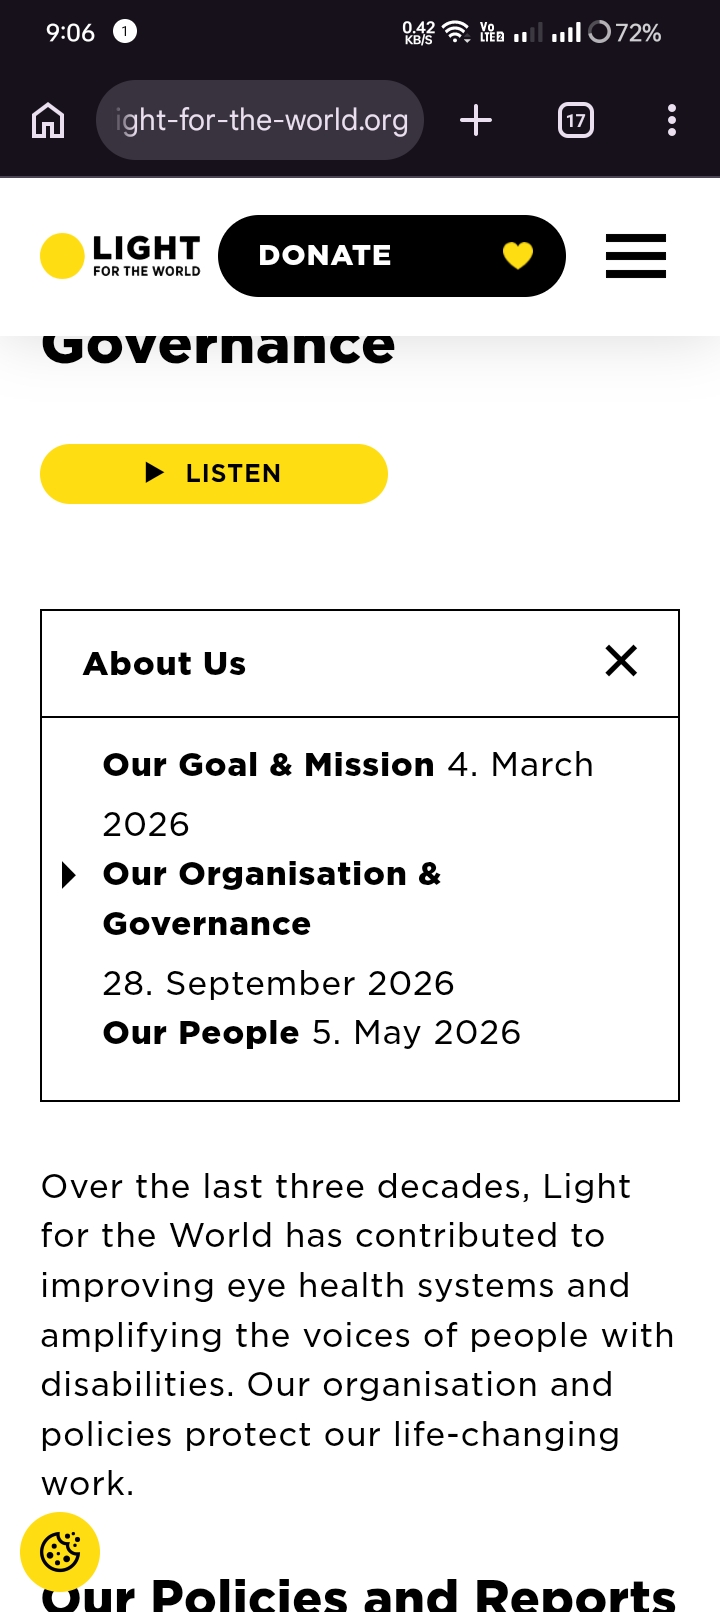 9:06 1 0.42 KB/S Vo LTE2 72%
ight-for-the-world.org 17
LIGHT
FOR THE WORLD
DONATE
Governance
LISTEN
About Us
Our Goal & Mission 4. March
2026
Our Organisation &
Governance
28. September 2026
Our People 5. May 2026
Over the last three decades, Light
for the World has contributed to
improving eye health systems and
amplifying the voices of people with
disabilities. Our organisation and
policies protect our life-changing
work.
Our Policies and Reports